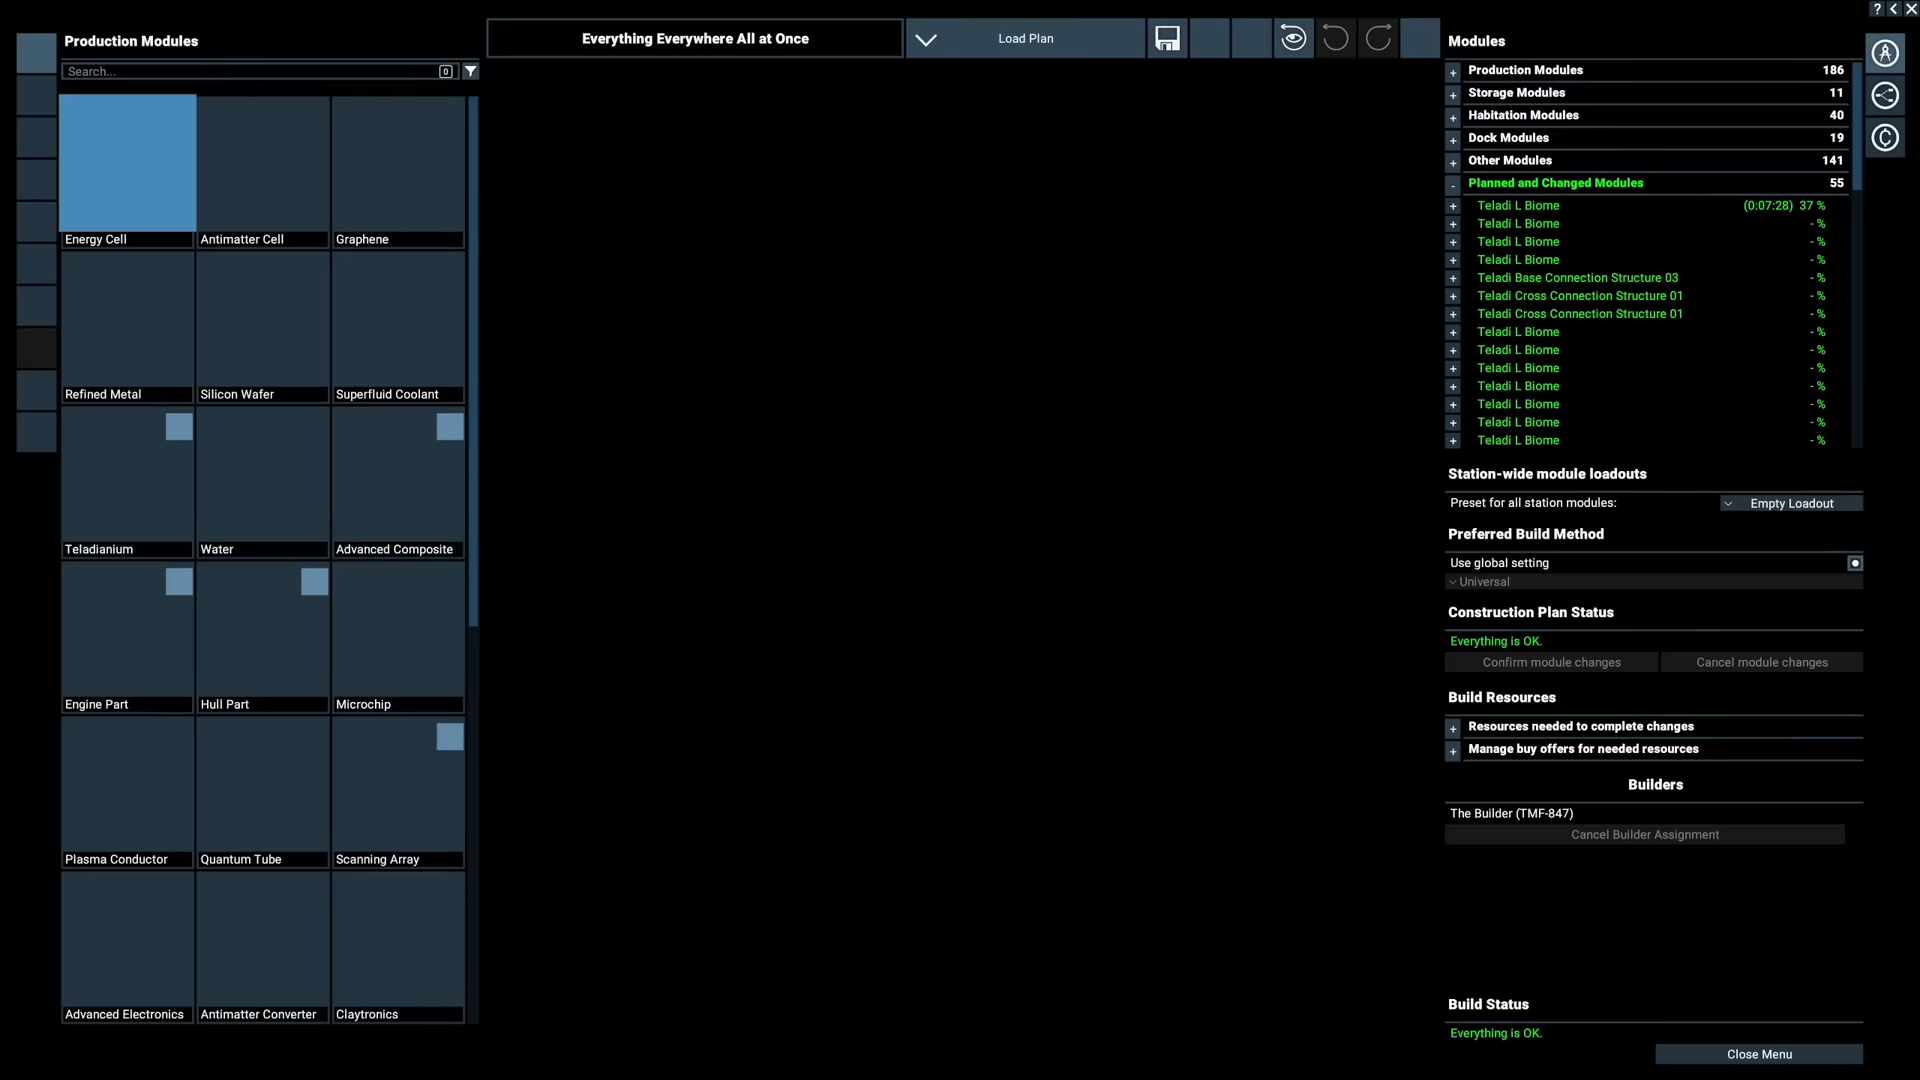 ? < ✕
Production Modules
Search...
0
Energy Cell
Antimatter Cell
Graphene
Refined Metal
Silicon Wafer
Superfluid Coolant
Teladianium
Water
Advanced Composite
Engine Part
Hull Part
Microchip
Plasma Conductor
Quantum Tube
Scanning Array
Advanced Electronics
Antimatter Converter
Claytronics
Everything Everywhere All at Once
Load Plan
Modules
+ Production Modules 186
+ Storage Modules 11
+ Habitation Modules 40
+ Dock Modules 19
+ Other Modules 141
- Planned and Changed Modules 55
+ Teladi L Biome (0:07:28) 37 %
+ Teladi L Biome - %
+ Teladi L Biome - %
+ Teladi L Biome - %
+ Teladi Base Connection Structure 03 - %
+ Teladi Cross Connection Structure 01 - %
+ Teladi Cross Connection Structure 01 - %
+ Teladi L Biome - %
+ Teladi L Biome - %
+ Teladi L Biome - %
+ Teladi L Biome - %
+ Teladi L Biome - %
+ Teladi L Biome - %
+ Teladi L Biome - %
Station-wide module loadouts
Preset for all station modules: Empty Loadout
Preferred Build Method
Use global setting
Universal
Construction Plan Status
Everything is OK.
Confirm module changes Cancel module changes
Build Resources
+ Resources needed to complete changes
+ Manage buy offers for needed resources
Builders
The Builder (TMF-847)
Cancel Builder Assignment
Build Status
Everything is OK.
Close Menu